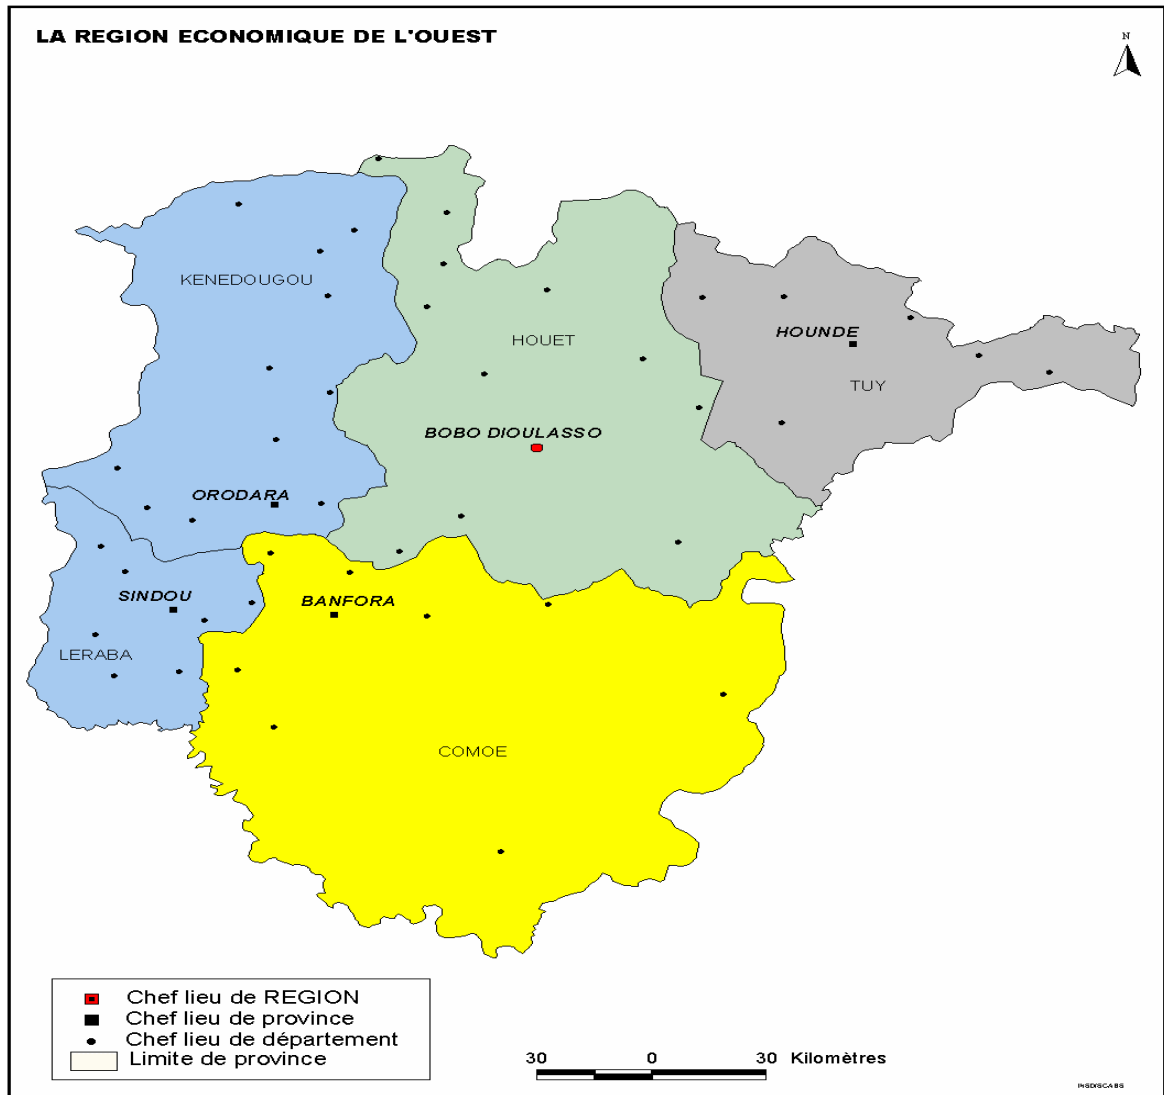 LA REGION ECONOMIQUE DE L'OUEST
N
KENEDOUGOU
HOUET
HOUNDE
TUY
BOBO DIOULASSO
ORODARA
SINDOU
BANFORA
LERABA
COMOE
Chef lieu de REGION
Chef lieu de province
Chef lieu de département
Limite de province
30 0 30 Kilomètres